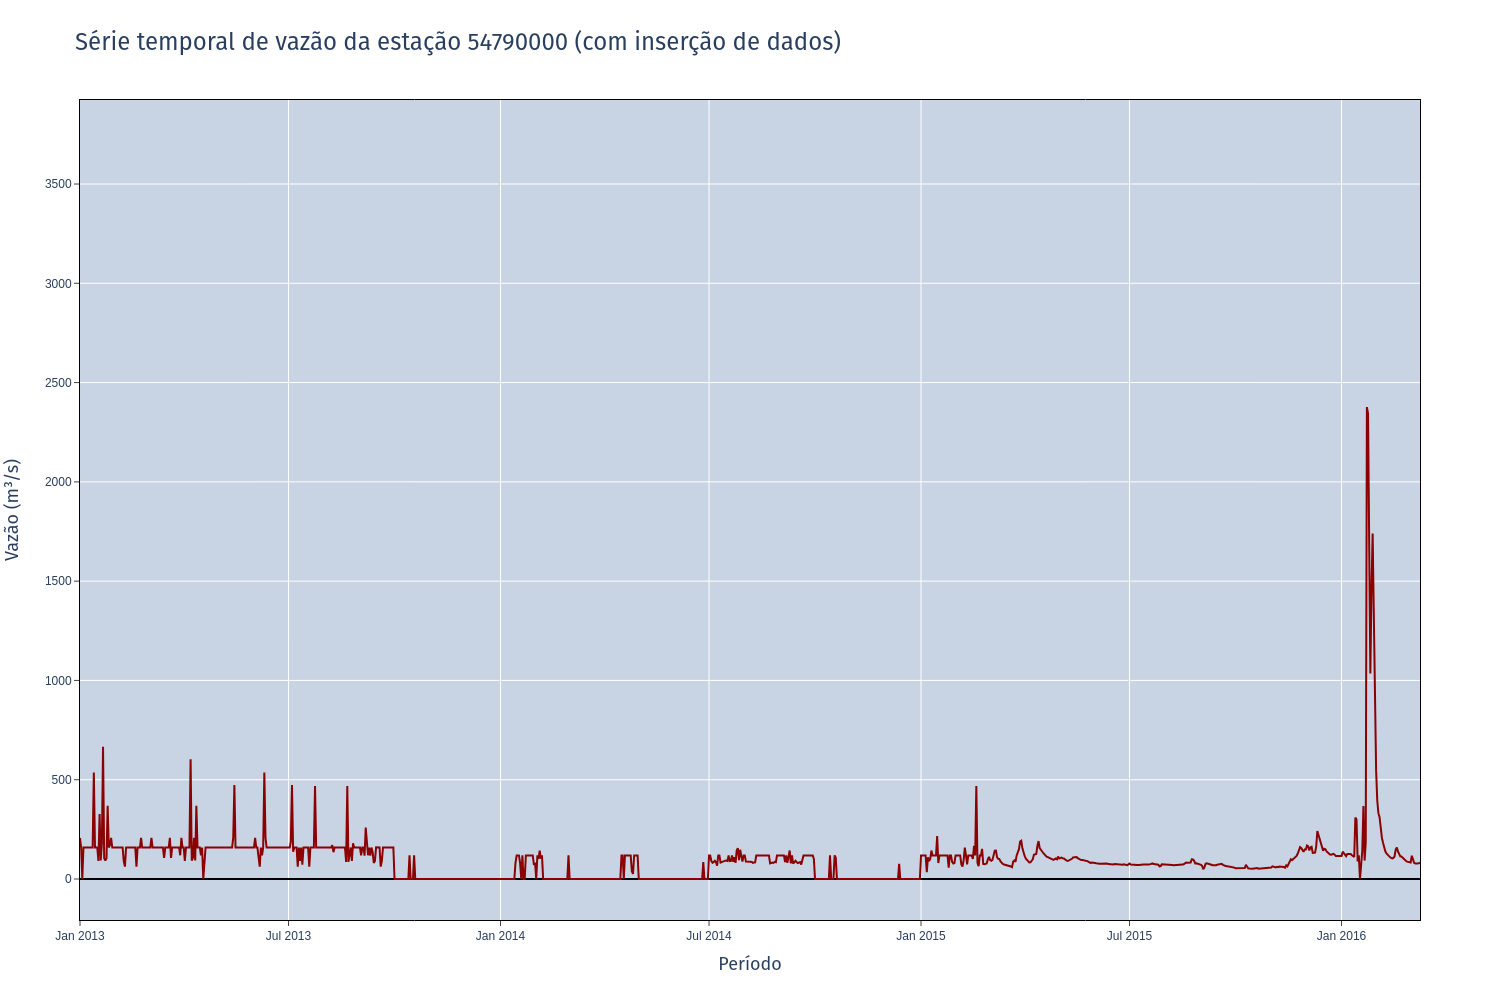 Série temporal de vazão da estação 54790000 (com inserção de dados)
Vazão (m³/s)
3500
3000
2500
2000
1500
1000
500
0
Jan 2013
Jul 2013
Jan 2014
Jul 2014
Jan 2015
Jul 2015
Jan 2016
Período